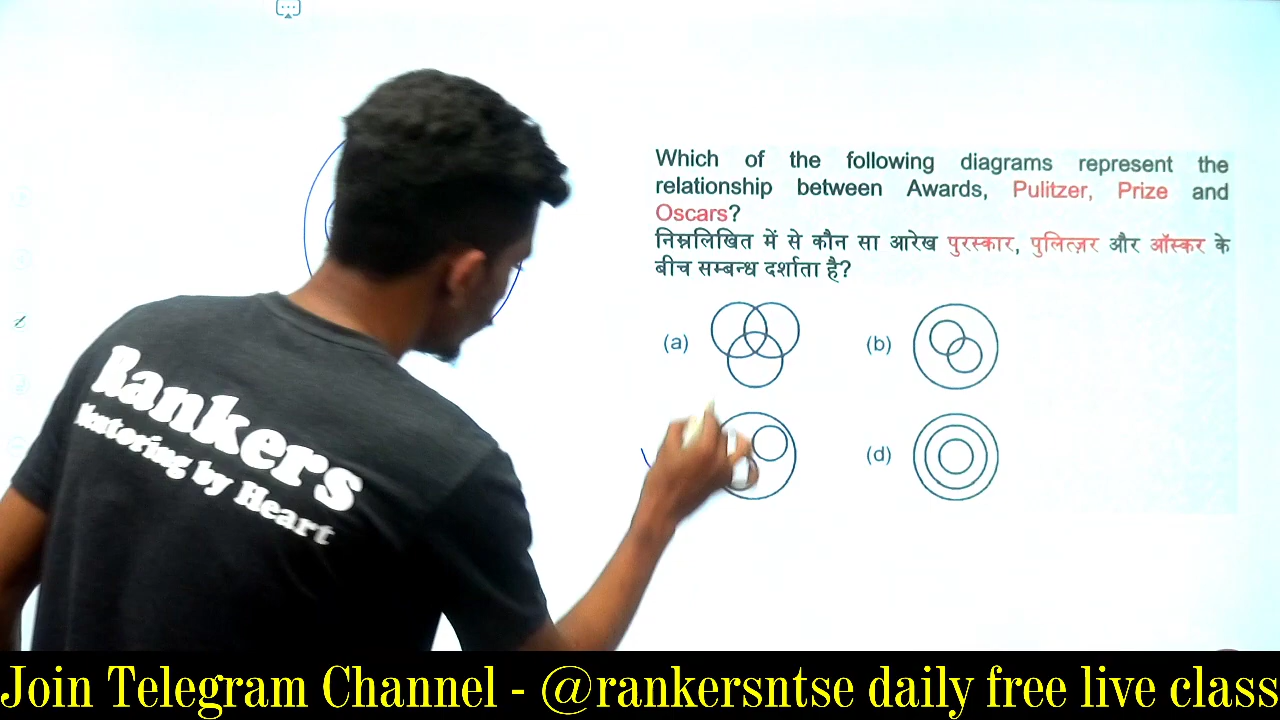 Which of the following diagrams represent the
relationship between Awards, Pulitzer, Prize and
Oscars?
निम्नलिखित में से कौन सा आरेख पुरस्कार, पुलित्ज़र और ऑस्कर के
बीच सम्बन्ध दर्शाता है?
(a) (b)
(d)
Rankers
Nutoring by Heart
Join Telegram Channel - @rankersntse daily free live class